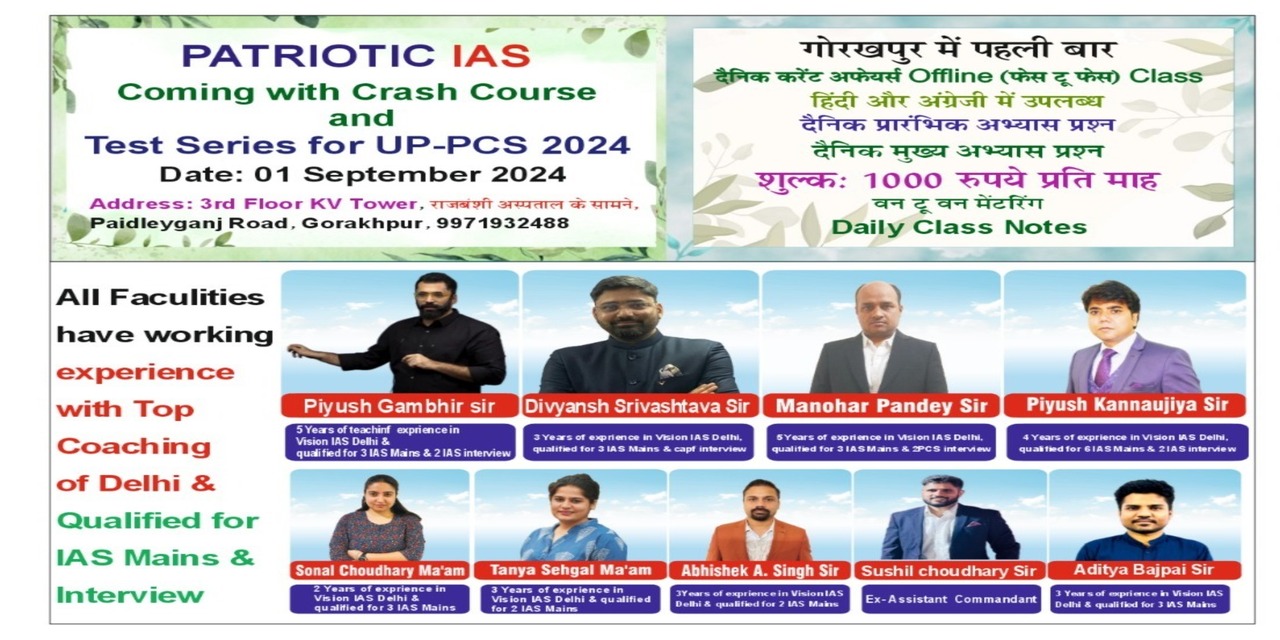 PATRIOTIC IAS
Coming with Crash Course
and
Test Series for UP-PCS 2024
Date: 01 September 2024
Address: 3rd Floor KV Tower, राजबंशी अस्पताल के सामने,
Paidleyganj Road, Gorakhpur, 9971932488
गोरखपुर में पहली बार
दैनिक करेंट अफेयर्स Offline (फेस टू फेस) Class
हिंदी और अंग्रेजी में उपलब्ध
दैनिक प्रारंभिक अभ्यास प्रश्न
दैनिक मुख्य अभ्यास प्रश्न
शुल्क: 1000 रुपये प्रति माह
वन टू वन मेंटरिंग
Daily Class Notes
All Faculities
have working
experience
with Top
Coaching
of Delhi &
Qualified for
IAS Mains &
Interview
Piyush Gambhir sir
5 Years of teachinf exprience in
Vision IAS Delhi &
qualified for 3 IAS Mains & 2 IAS interview
Divyansh Srivashtava Sir
3 Years of exprience in Vision IAS Delhi,
qualified for 3 IAS Mains & capf interview
Manohar Pandey Sir
5 Years of exprience in Vision IAS Delhi,
qualified for 3 IAS Mains & 2PCS interview
Piyush Kannaujiya Sir
4 Years of exprience in Vision IAS Delhi,
qualified for 6 IAS Mains & 2 IAS interview
Sonal Choudhary Ma'am
2 Years of exprience in
Vision IAS Delhi &
qualified for 3 IAS Mains
Tanya Sehgal Ma'am
3 Years of exprience in
Vision IAS Delhi & qualified
for 2 IAS Mains
Abhishek A. Singh Sir
3Years of exprience in Vision IAS
Delhi & qualified for 2 IAS Mains
Sushil choudhary Sir
Ex-Assistant Commandant
Aditya Bajpai Sir
3 Years of exprience in Vision IAS
Delhi & qualified for 3 IAS Mains